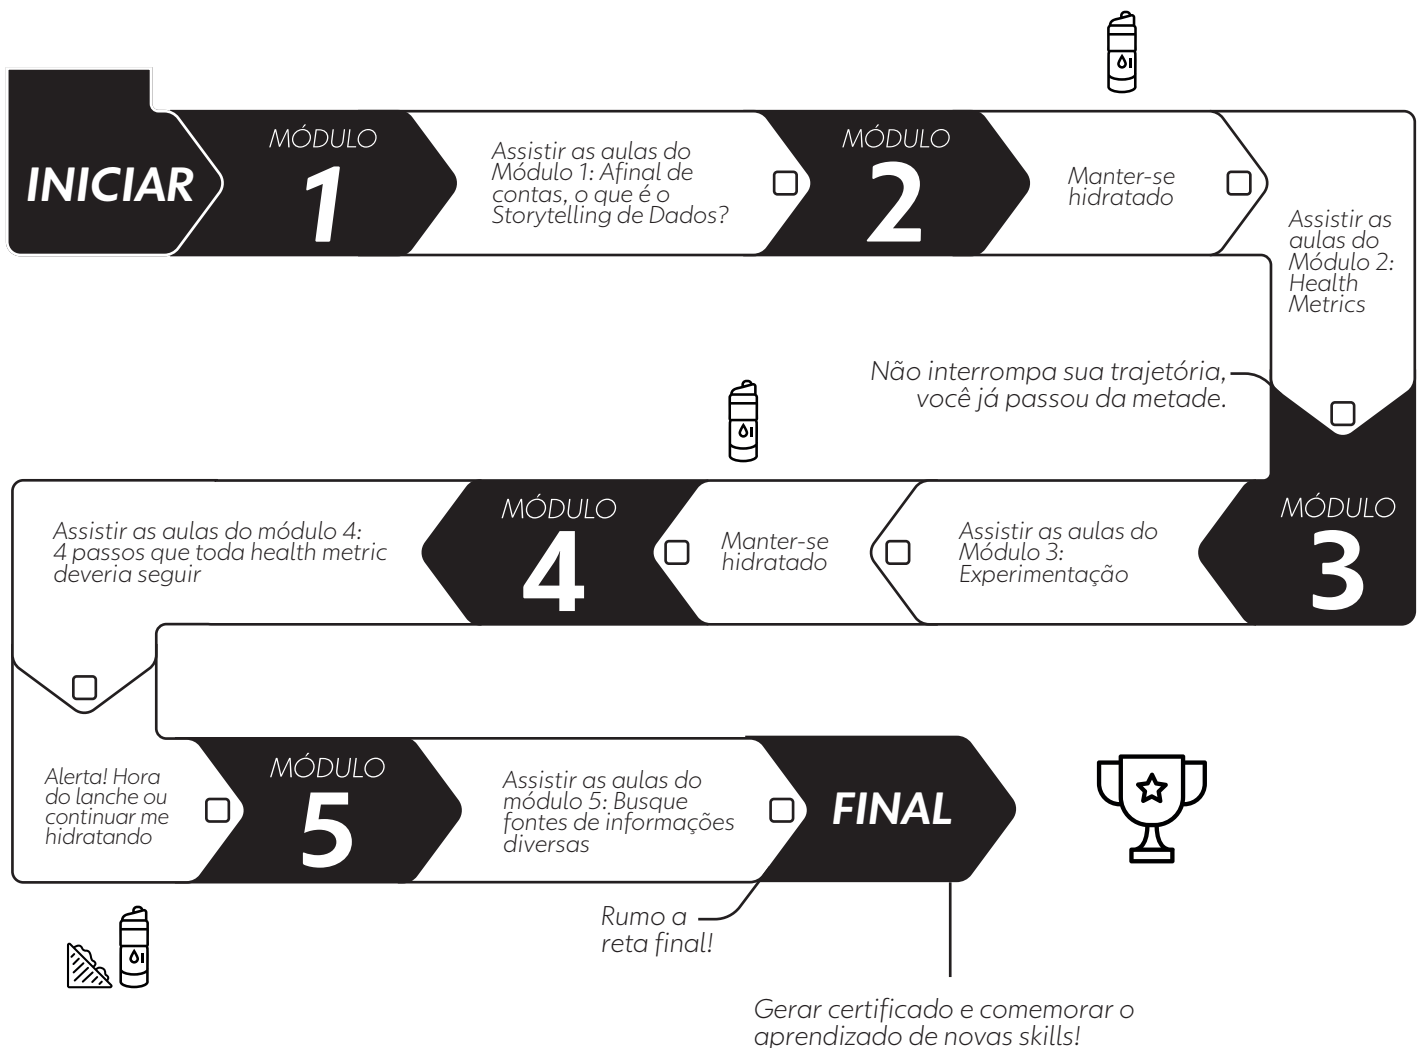 INICIAR
MÓDULO
1
Assistir as aulas do
Módulo 1: Afinal de
contas, o que é o
Storytelling de Dados?
MÓDULO
2
Manter-se
hidratado
Assistir as
aulas do
Módulo 2:
Health
Metrics
Não interrompa sua trajetória,
você já passou da metade.
MÓDULO
3
Assistir as aulas do
Módulo 3:
Experimentação
Manter-se
hidratado
MÓDULO
4
Assistir as aulas do módulo 4:
4 passos que toda health metric
deveria seguir
Alerta! Hora
do lanche ou
continuar me
hidratando
MÓDULO
5
Assistir as aulas do
módulo 5: Busque
fontes de informações
diversas
FINAL
Rumo a
reta final!
Gerar certificado e comemorar o
aprendizado de novas skills!